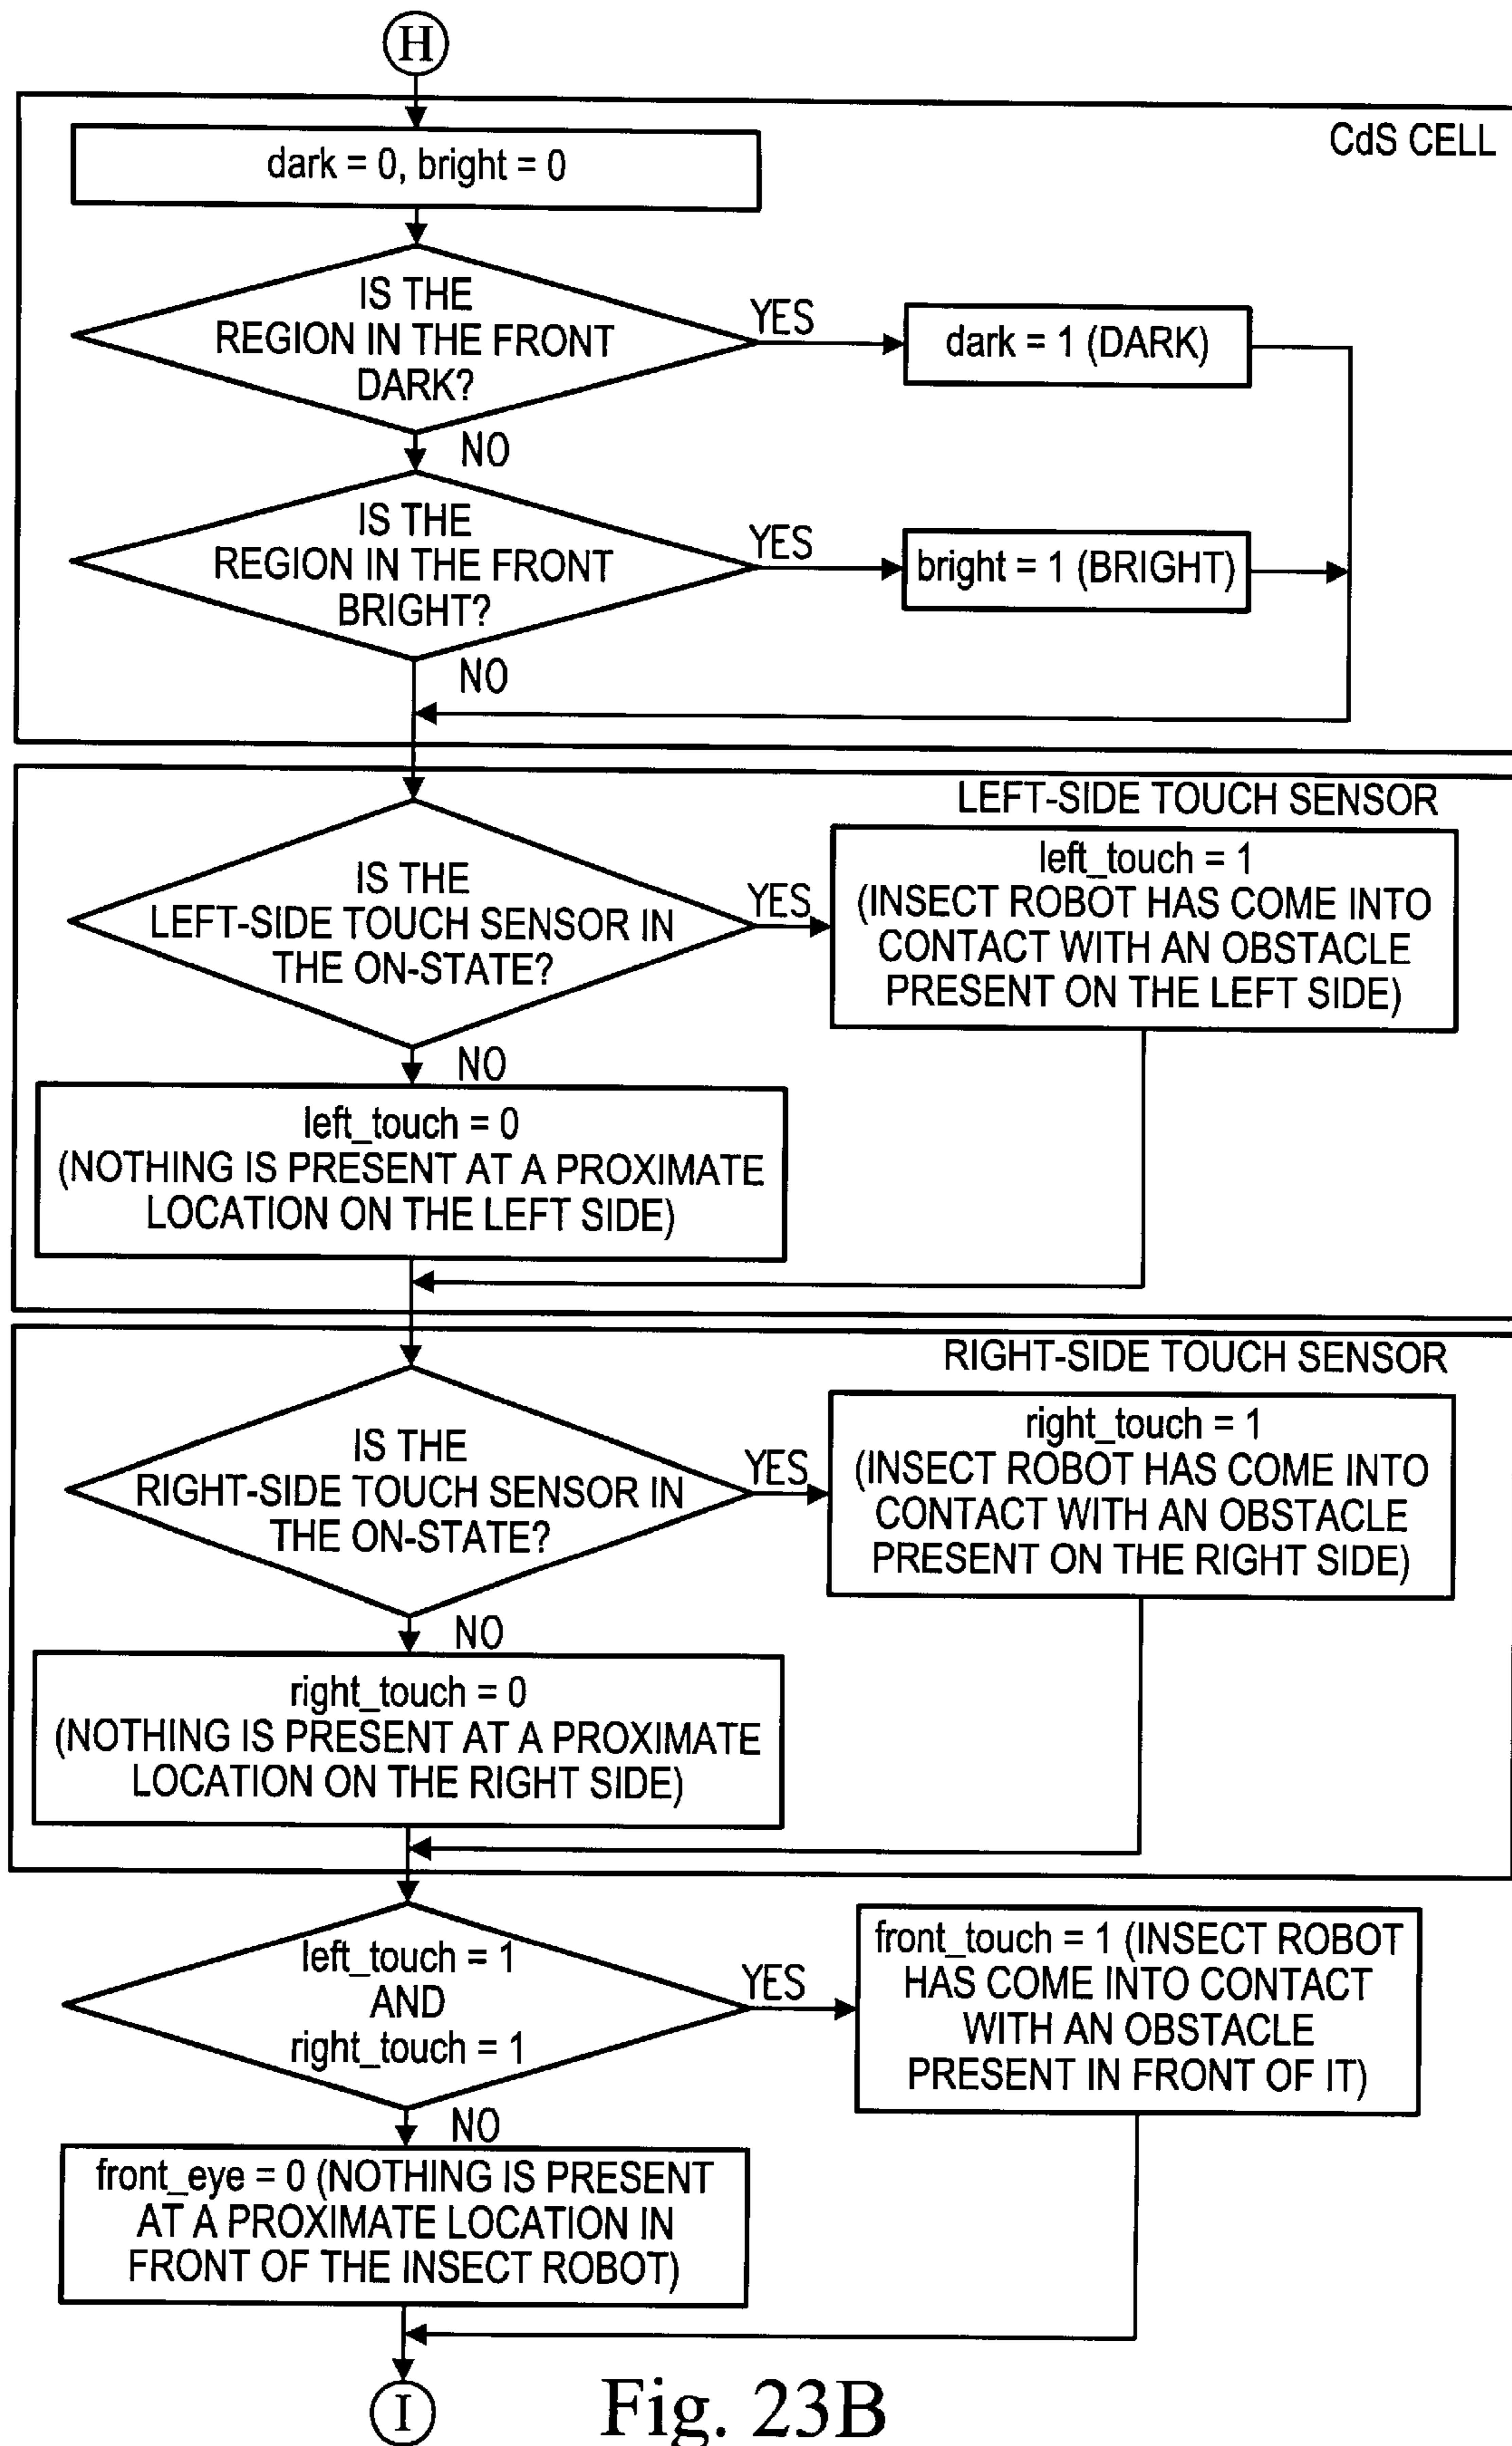 H
CdS CELL
dark = 0, bright = 0
IS THE
REGION IN THE FRONT
DARK?
YES
dark = 1 (DARK)
NO
IS THE
REGION IN THE FRONT
BRIGHT?
YES
bright = 1 (BRIGHT)
NO
LEFT-SIDE TOUCH SENSOR
IS THE
LEFT-SIDE TOUCH SENSOR IN
THE ON-STATE?
YES
left_touch = 1
(INSECT ROBOT HAS COME INTO
CONTACT WITH AN OBSTACLE
PRESENT ON THE LEFT SIDE)
NO
left_touch = 0
(NOTHING IS PRESENT AT A PROXIMATE
LOCATION ON THE LEFT SIDE)
RIGHT-SIDE TOUCH SENSOR
IS THE
RIGHT-SIDE TOUCH SENSOR IN
THE ON-STATE?
YES
right_touch = 1
(INSECT ROBOT HAS COME INTO
CONTACT WITH AN OBSTACLE
PRESENT ON THE RIGHT SIDE)
NO
right_touch = 0
(NOTHING IS PRESENT AT A PROXIMATE
LOCATION ON THE RIGHT SIDE)
left_touch = 1
AND
right_touch = 1
YES
front_touch = 1 (INSECT ROBOT
HAS COME INTO CONTACT
WITH AN OBSTACLE
PRESENT IN FRONT OF IT)
NO
front_eye = 0 (NOTHING IS PRESENT
AT A PROXIMATE LOCATION IN
FRONT OF THE INSECT ROBOT)
I
Fig. 23B